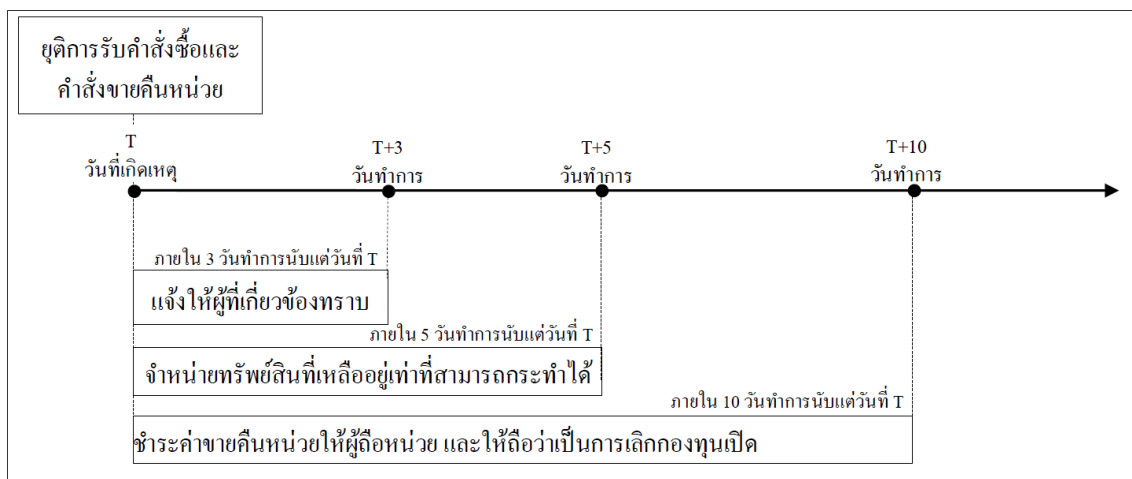 ยุติการรับคำสั่งซื้อและ
คำสั่งขายคืนหน่วย
T
วันที่เกิดเหตุ
T+3
วันทำการ
T+5
วันทำการ
T+10
วันทำการ
ภายใน 3 วันทำการนับแต่วันที่ T
แจ้งให้ผู้ที่เกี่ยวข้องทราบ
ภายใน 5 วันทำการนับแต่วันที่ T
จำหน่ายทรัพย์สินที่เหลืออยู่เท่าที่สามารถกระทำได้
ภายใน 10 วันทำการนับแต่วันที่ T
ชำระค่าขายคืนหน่วยให้ผู้ถือหน่วย และให้ถือว่าเป็นการเลิกกองทุนเปิด